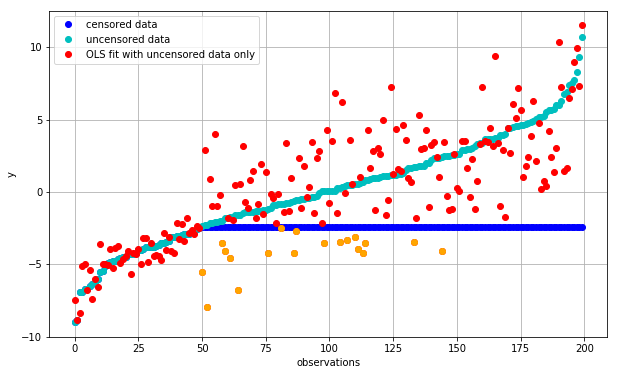 censored data
uncensored data
OLS fit with uncensored data only
10
5
0
−5
−10
y
0
25
50
75
100
125
150
175
200
observations